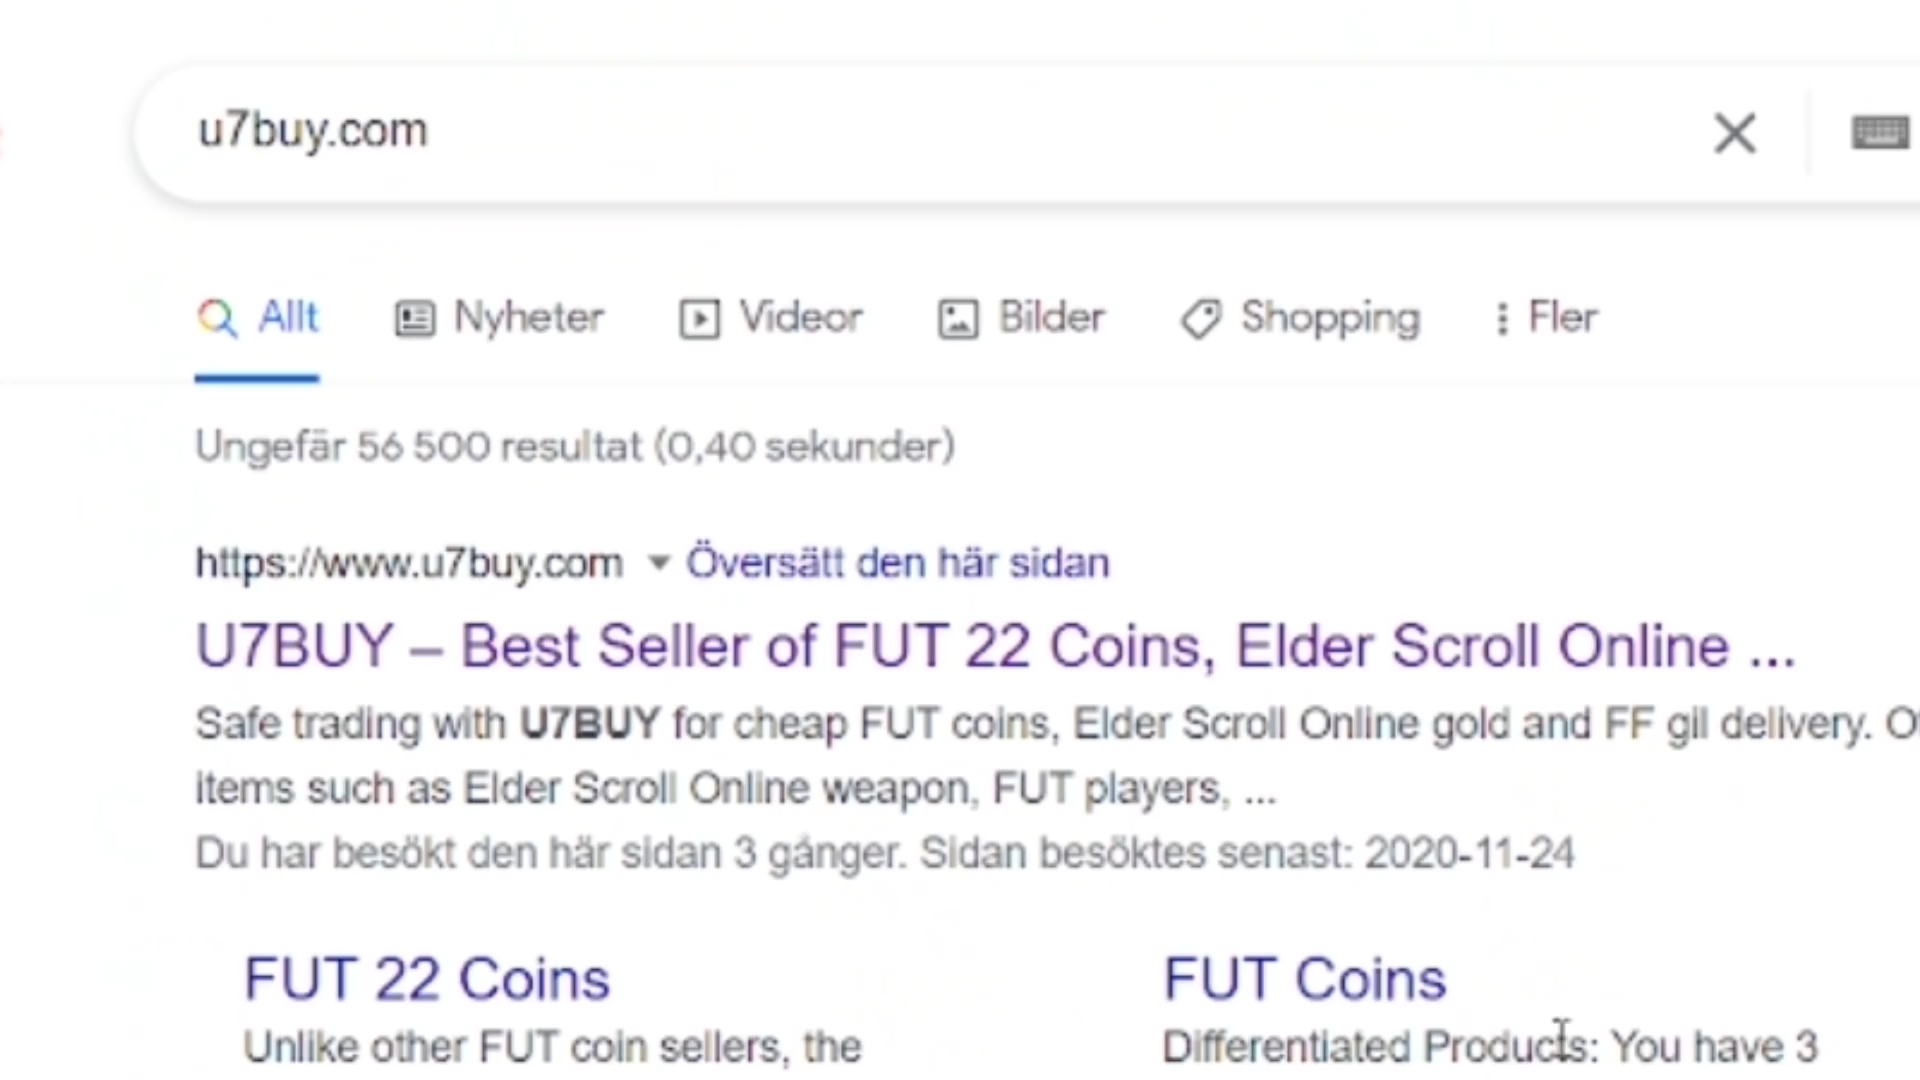 u7buy.com
Allt Nyheter Videor Bilder Shopping Fler
Ungefär 56 500 resultat (0,40 sekunder)
https://www.u7buy.com Översätt den här sidan
U7BUY – Best Seller of FUT 22 Coins, Elder Scroll Online ...
Safe trading with U7BUY for cheap FUT coins, Elder Scroll Online gold and FF gil delivery.
items such as Elder Scroll Online weapon, FUT players, ...
Du har besökt den här sidan 3 gånger. Sidan besöktes senast: 2020-11-24
FUT 22 Coins FUT Coins
Unlike other FUT coin sellers, the Differentiated Products: You have 3